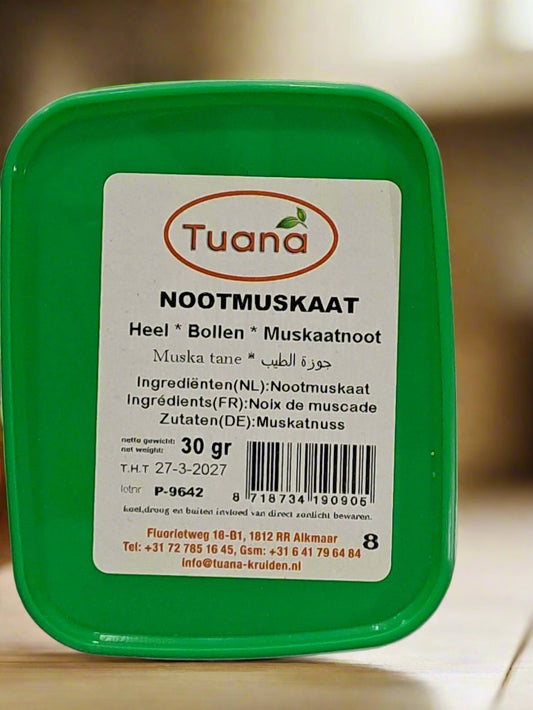 Tuana
NOOTMUSKAAT
Heel * Bollen * Muskaatnoot
Muska tane * جوزة الطيب
Ingrediënten(NL):Nootmuskaat
Ingrédients(FR):Noix de muscade
Zutaten(DE):Muskatnuss
netto gewicht:
net weight: 30 gr
T.H.T 27-3-2027
lotnr P-9642
8 718734 190906
koel,droog en buiten invloed van direct zonlicht bewaren.
Fluorietweg 16-B1, 1812 RR Alkmaar 8
Tel: +31 72 785 16 45, Gsm: +31 6 41 79 64 84
info@tuana-kruiden.nl